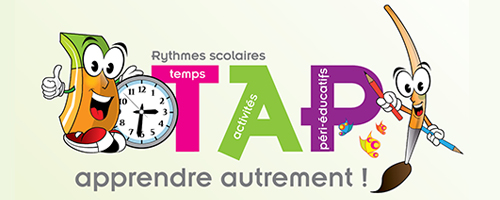 Rythmes scolaires
TAP
temps
activités
péri-éducatifs
apprendre autrement !